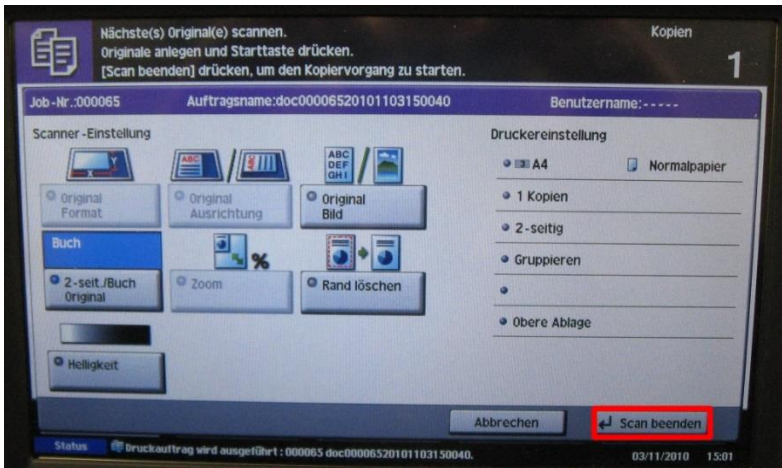 Nächste(s) Original(e) scannen.
Originale anlegen und Starttaste drücken.
[Scan beenden] drücken, um den Kopiervorgang zu starten.
Kopien
1
Job-Nr.:000065
Auftragsname:doc00006520101103150040
Benutzername:-----
Scanner-Einstellung
Druckereinstellung
X Y
ABC
ABC
ABC
DEF
GHI
Original
Format
Original
Ausrichtung
Original
Bild
A4
Normalpapier
1 Kopien
2-seitig
Gruppieren
Obere Ablage
Buch
2-seit./Buch
Original
%
Zoom
Rand löschen
Helligkeit
Abbrechen
Scan beenden
Status
Druckauftrag wird ausgeführt : 000065 doc00006520101103150040.
03/11/2010 15:01